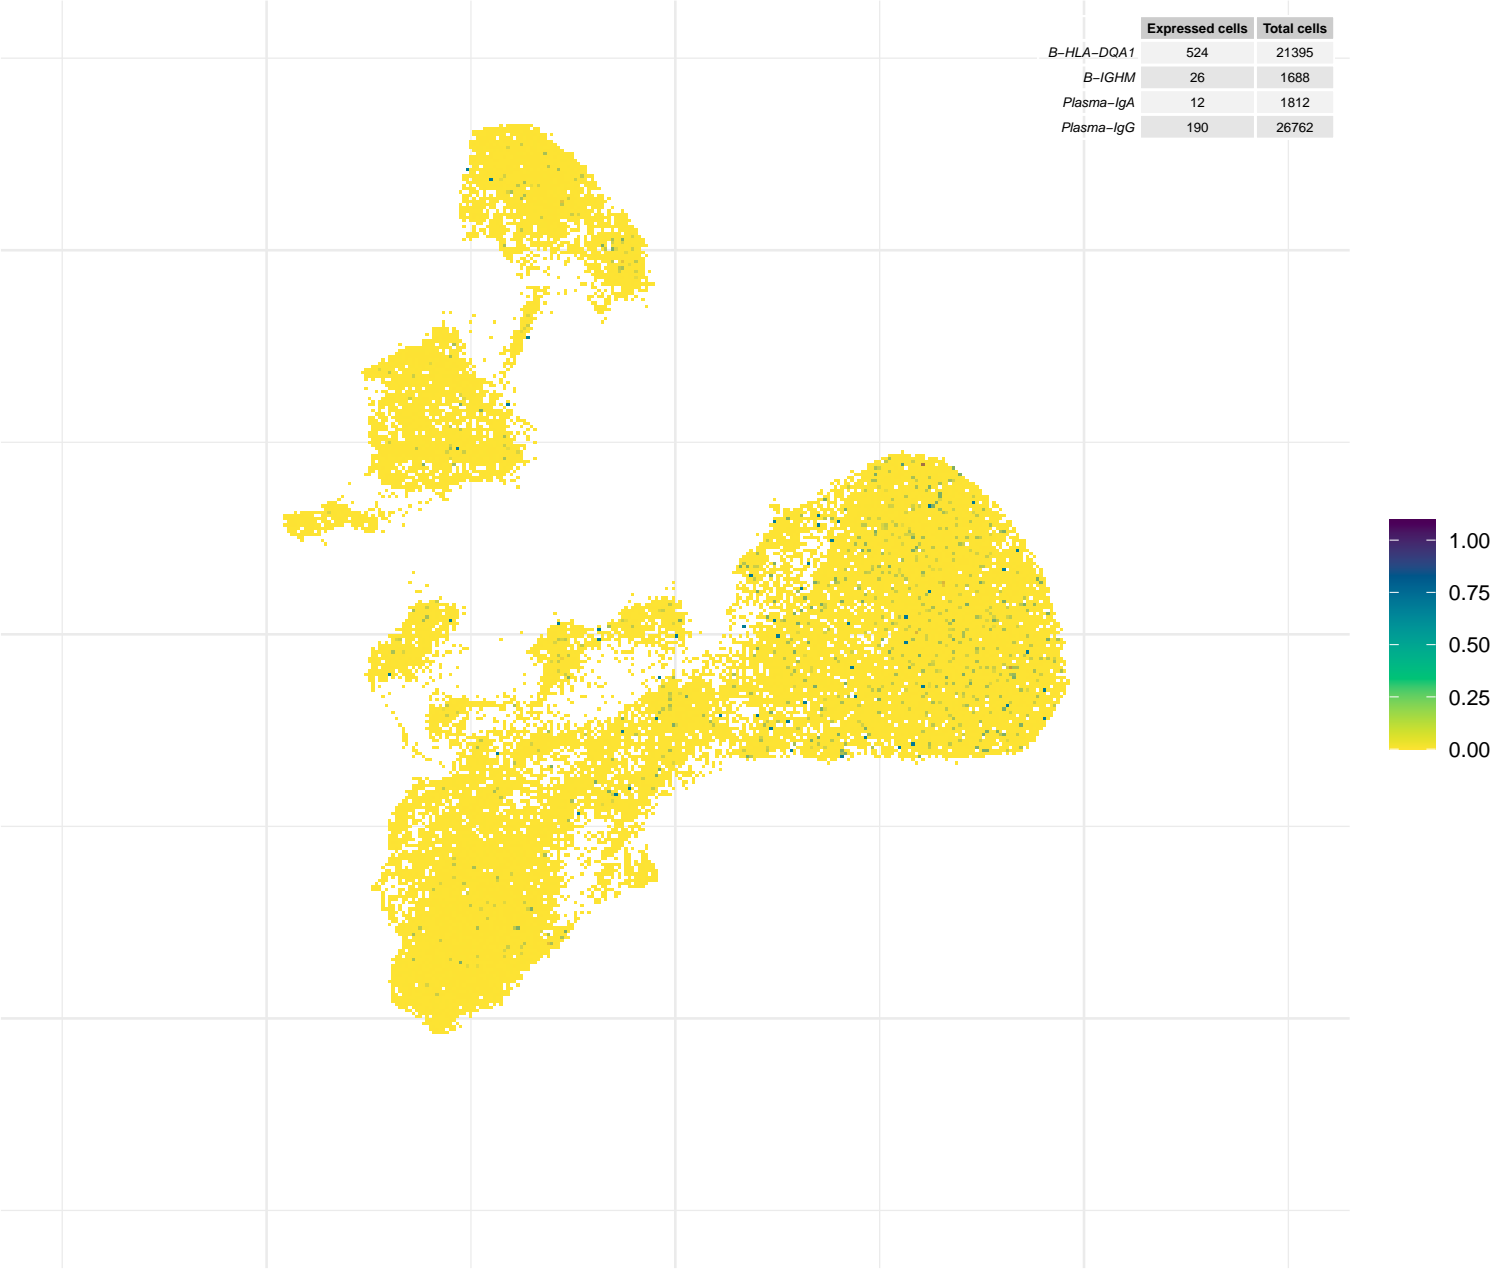 Expressed cells Total cells
B−HLA−DQA1 524 21395
B−IGHM 26 1688
Plasma−IgA 12 1812
Plasma−IgG 190 26762
1.00
0.75
0.50
0.25
0.00